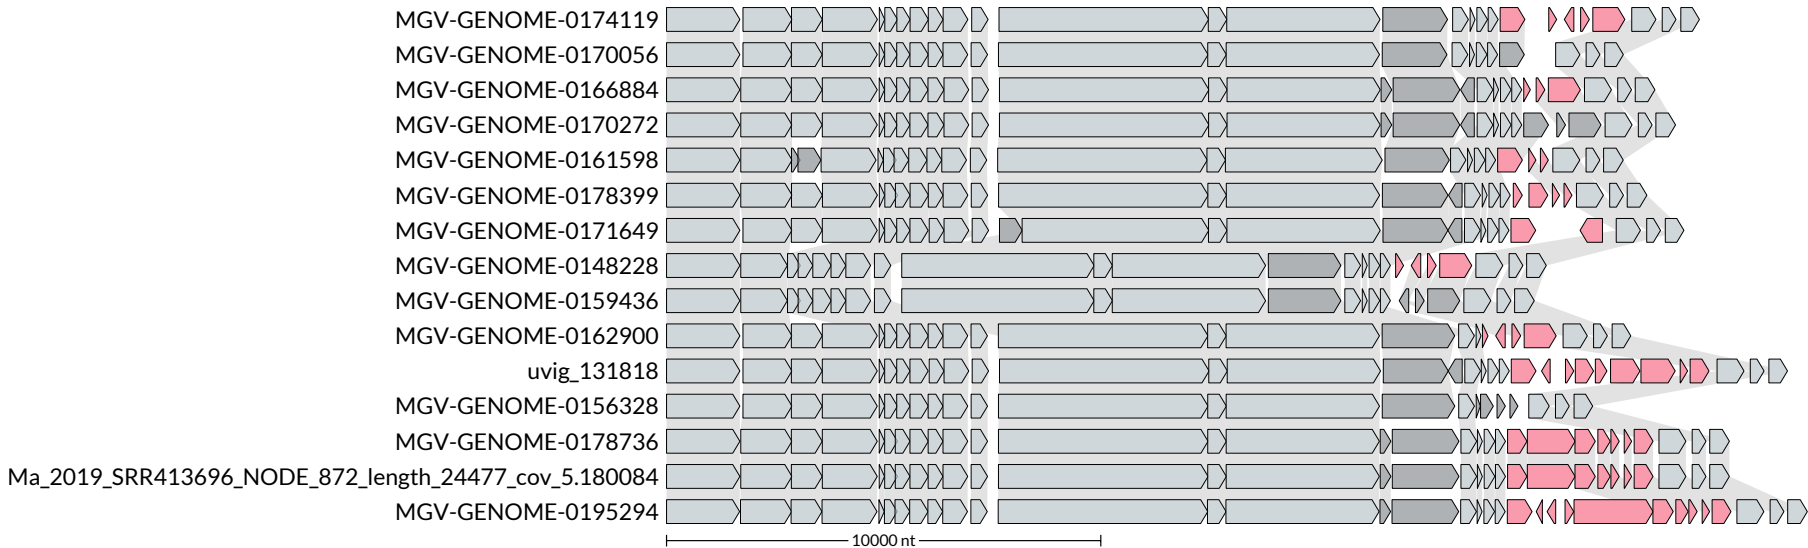 MGV-GENOME-0174119
MGV-GENOME-0170056
MGV-GENOME-0166884
MGV-GENOME-0170272
MGV-GENOME-0161598
MGV-GENOME-0178399
MGV-GENOME-0171649
MGV-GENOME-0148228
MGV-GENOME-0159436
MGV-GENOME-0162900
uvig_131818
MGV-GENOME-0156328
MGV-GENOME-0178736
Ma_2019_SRR413696_NODE_872_length_24477_cov_5.180084
MGV-GENOME-0195294
10000 nt